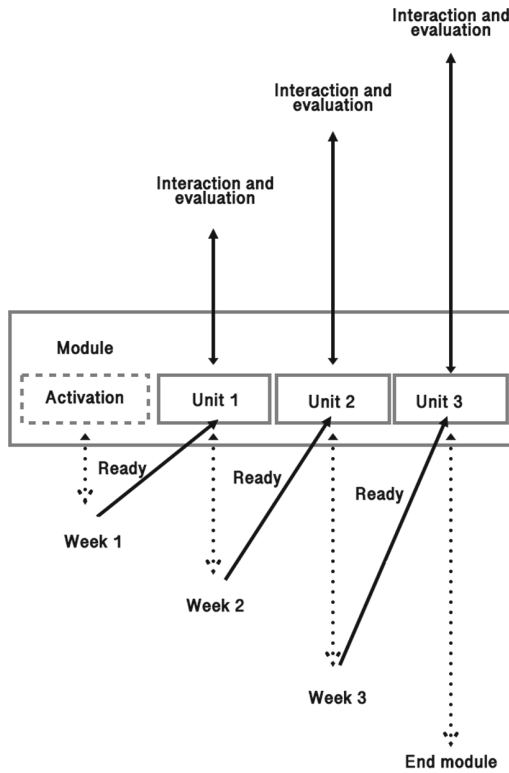 Interaction and
evaluation
Interaction and
evaluation
Interaction and
evaluation
Module
Activation
Unit 1
Unit 2
Unit 3
Ready
Ready
Ready
Week 1
Week 2
Week 3
End module